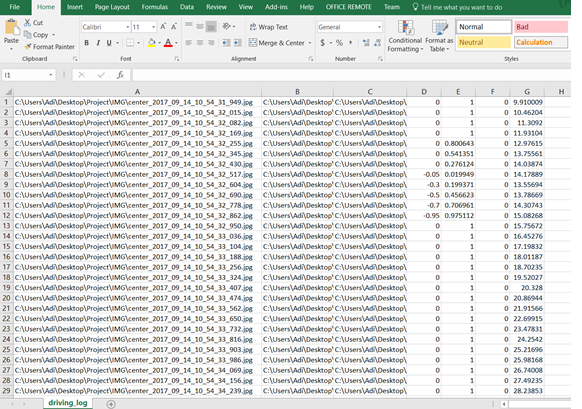 File Home Insert Page Layout Formulas Data Review View Add-ins Help OFFICE REMOTE Team Tell me what you want to do
Cut
Copy
Format Painter
Paste
Clipboard
Calibri 11
B I U
Font
Wrap Text
Merge & Center
Alignment
General
$ % ,
Number
Conditional Formatting
Format as Table
Normal Bad
Neutral Calculation
Styles
I1 fx
A B C D E F G H
1 C:\Users\Adi\Desktop\Project\IMG\center_2017_09_14_10_54_31_949.jpg C:\Users\Adi\Desktop\ C:\Users\Adi\Desktop\ 0 1 0 9.910009
2 C:\Users\Adi\Desktop\Project\IMG\center_2017_09_14_10_54_32_015.jpg C:\Users\Adi\Desktop\ C:\Users\Adi\Desktop\ 0 1 0 10.46204
3 C:\Users\Adi\Desktop\Project\IMG\center_2017_09_14_10_54_32_082.jpg C:\Users\Adi\Desktop\ C:\Users\Adi\Desktop\ 0 1 0 11.3092
4 C:\Users\Adi\Desktop\Project\IMG\center_2017_09_14_10_54_32_169.jpg C:\Users\Adi\Desktop\ C:\Users\Adi\Desktop\ 0 1 0 11.93104
5 C:\Users\Adi\Desktop\Project\IMG\center_2017_09_14_10_54_32_255.jpg C:\Users\Adi\Desktop\ C:\Users\Adi\Desktop\ 0 0.800643 0 12.97615
6 C:\Users\Adi\Desktop\Project\IMG\center_2017_09_14_10_54_32_345.jpg C:\Users\Adi\Desktop\ C:\Users\Adi\Desktop\ 0 0.541351 0 13.75561
7 C:\Users\Adi\Desktop\Project\IMG\center_2017_09_14_10_54_32_430.jpg C:\Users\Adi\Desktop\ C:\Users\Adi\Desktop\ 0 0.276124 0 14.03874
8 C:\Users\Adi\Desktop\Project\IMG\center_2017_09_14_10_54_32_517.jpg C:\Users\Adi\Desktop\ C:\Users\Adi\Desktop\ -0.05 0.019949 0 14.17889
9 C:\Users\Adi\Desktop\Project\IMG\center_2017_09_14_10_54_32_604.jpg C:\Users\Adi\Desktop\ C:\Users\Adi\Desktop\ -0.3 0.199371 0 13.55694
10 C:\Users\Adi\Desktop\Project\IMG\center_2017_09_14_10_54_32_690.jpg C:\Users\Adi\Desktop\ C:\Users\Adi\Desktop\ -0.5 0.456623 0 13.78669
11 C:\Users\Adi\Desktop\Project\IMG\center_2017_09_14_10_54_32_778.jpg C:\Users\Adi\Desktop\ C:\Users\Adi\Desktop\ -0.7 0.706961 0 14.30743
12 C:\Users\Adi\Desktop\Project\IMG\center_2017_09_14_10_54_32_862.jpg C:\Users\Adi\Desktop\ C:\Users\Adi\Desktop\ -0.95 0.975112 0 15.08268
13 C:\Users\Adi\Desktop\Project\IMG\center_2017_09_14_10_54_32_950.jpg C:\Users\Adi\Desktop\ C:\Users\Adi\Desktop\ 0 1 0 15.75672
14 C:\Users\Adi\Desktop\Project\IMG\center_2017_09_14_10_54_33_036.jpg C:\Users\Adi\Desktop\ C:\Users\Adi\Desktop\ 0 1 0 16.45276
15 C:\Users\Adi\Desktop\Project\IMG\center_2017_09_14_10_54_33_104.jpg C:\Users\Adi\Desktop\ C:\Users\Adi\Desktop\ 0 1 0 17.19832
16 C:\Users\Adi\Desktop\Project\IMG\center_2017_09_14_10_54_33_188.jpg C:\Users\Adi\Desktop\ C:\Users\Adi\Desktop\ 0 1 0 18.01187
17 C:\Users\Adi\Desktop\Project\IMG\center_2017_09_14_10_54_33_256.jpg C:\Users\Adi\Desktop\ C:\Users\Adi\Desktop\ 0 1 0 18.70235
18 C:\Users\Adi\Desktop\Project\IMG\center_2017_09_14_10_54_33_324.jpg C:\Users\Adi\Desktop\ C:\Users\Adi\Desktop\ 0 1 0 19.52027
19 C:\Users\Adi\Desktop\Project\IMG\center_2017_09_14_10_54_33_407.jpg C:\Users\Adi\Desktop\ C:\Users\Adi\Desktop\ 0 1 0 20.328
20 C:\Users\Adi\Desktop\Project\IMG\center_2017_09_14_10_54_33_474.jpg C:\Users\Adi\Desktop\ C:\Users\Adi\Desktop\ 0 1 0 20.86944
21 C:\Users\Adi\Desktop\Project\IMG\center_2017_09_14_10_54_33_562.jpg C:\Users\Adi\Desktop\ C:\Users\Adi\Desktop\ 0 1 0 21.91566
22 C:\Users\Adi\Desktop\Project\IMG\center_2017_09_14_10_54_33_650.jpg C:\Users\Adi\Desktop\ C:\Users\Adi\Desktop\ 0 1 0 22.69915
23 C:\Users\Adi\Desktop\Project\IMG\center_2017_09_14_10_54_33_732.jpg C:\Users\Adi\Desktop\ C:\Users\Adi\Desktop\ 0 1 0 23.47831
24 C:\Users\Adi\Desktop\Project\IMG\center_2017_09_14_10_54_33_816.jpg C:\Users\Adi\Desktop\ C:\Users\Adi\Desktop\ 0 1 0 24.2542
25 C:\Users\Adi\Desktop\Project\IMG\center_2017_09_14_10_54_33_903.jpg C:\Users\Adi\Desktop\ C:\Users\Adi\Desktop\ 0 1 0 25.21696
26 C:\Users\Adi\Desktop\Project\IMG\center_2017_09_14_10_54_33_986.jpg C:\Users\Adi\Desktop\ C:\Users\Adi\Desktop\ 0 1 0 25.98168
27 C:\Users\Adi\Desktop\Project\IMG\center_2017_09_14_10_54_34_069.jpg C:\Users\Adi\Desktop\ C:\Users\Adi\Desktop\ 0 1 0 26.74008
28 C:\Users\Adi\Desktop\Project\IMG\center_2017_09_14_10_54_34_156.jpg C:\Users\Adi\Desktop\ C:\Users\Adi\Desktop\ 0 1 0 27.49235
29 C:\Users\Adi\Desktop\Project\IMG\center_2017_09_14_10_54_34_239.jpg C:\Users\Adi\Desktop\ C:\Users\Adi\Desktop\ 0 1 0 28.23853
driving_log